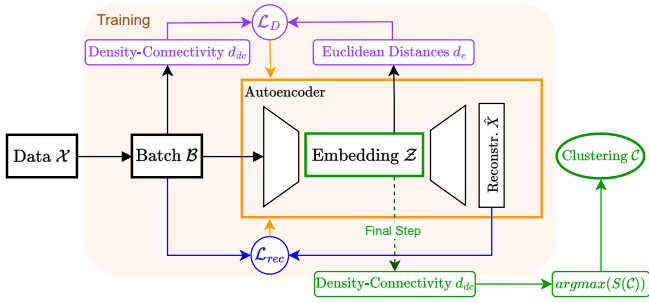 Training
𝓛_D
Density-Connectivity d_dc
Euclidean Distances d_e
Autoencoder
Data 𝒳
Batch ℬ
Embedding 𝒵
Reconstr. X̂
Clustering 𝒞
Final Step
𝓛_rec
Density-Connectivity d_dc
argmax(S(𝒞))